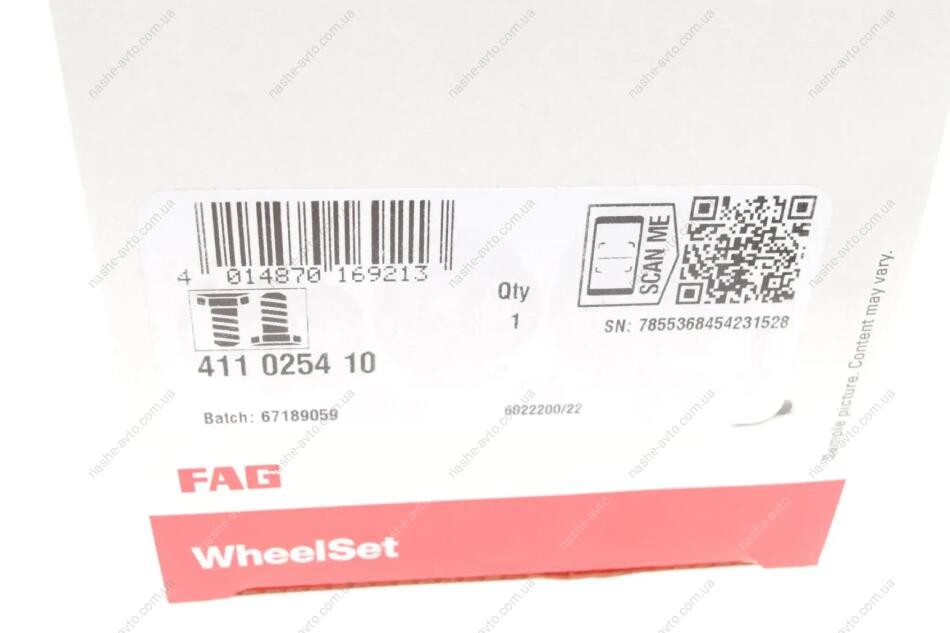 4 014870 169213
Qty
1
SCAN ME
SN: 7855368454231528
411 0254 10
Batch: 67189059
6022200/22
Sample picture. Content may vary.
FAG
WheelSet
nashe-avto.com.ua